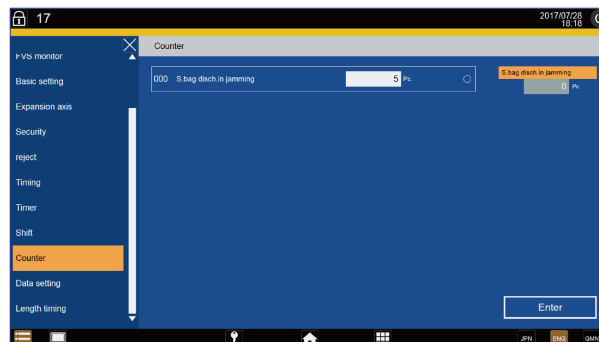 17
2017/07/28
18:18
FVS monitor
Basic setting
Expansion axis
Security
reject
Timing
Timer
Shift
Counter
Data setting
Length timing
Counter
000 S.bag disch.in jamming 5 Pc.
S.bag disch.in jamming
0 Pc.
Enter
JPN ENG GMN